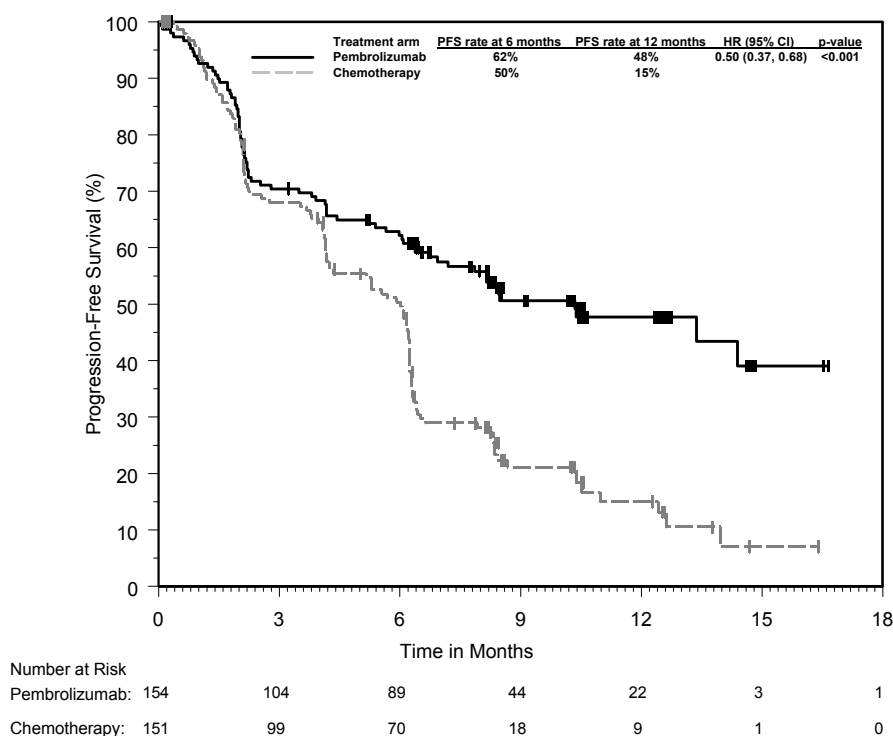 Treatment arm PFS rate at 6 months PFS rate at 12 months HR (95% CI) p-value
Pembrolizumab 62% 48% 0.50 (0.37, 0.68) <0.001
Chemotherapy 50% 15%
Progression-Free Survival (%)
100
90
80
70
60
50
40
30
20
10
0
0 3 6 9 12 15 18
Time in Months
Number at Risk
Pembrolizumab: 154 104 89 44 22 3 1
Chemotherapy: 151 99 70 18 9 1 0